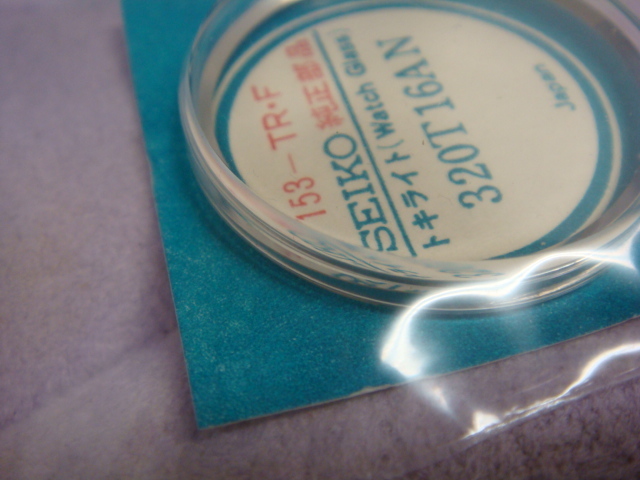 153-TR·F
SEIKO 純正部品
トキライト(Watch Glass)
320T16AN
Japan